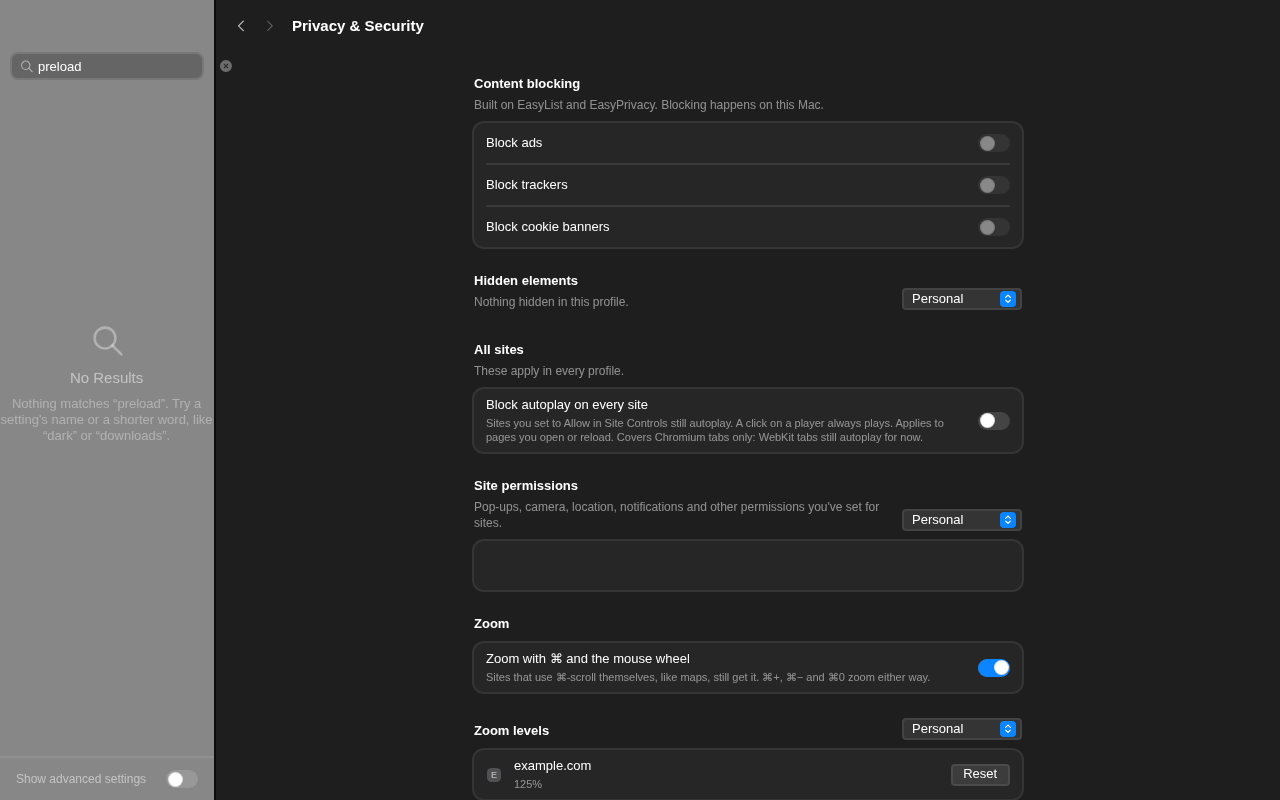 Privacy & Security
preload
No Results
Nothing matches “preload”. Try a
setting's name or a shorter word, like
“dark” or “downloads”.
Show advanced settings
Content blocking
Built on EasyList and EasyPrivacy. Blocking happens on this Mac.
Block ads
Block trackers
Block cookie banners
Hidden elements
Nothing hidden in this profile.
Personal
All sites
These apply in every profile.
Block autoplay on every site
Sites you set to Allow in Site Controls still autoplay. A click on a player always plays. Applies to
pages you open or reload. Covers Chromium tabs only: WebKit tabs still autoplay for now.
Site permissions
Pop-ups, camera, location, notifications and other permissions you've set for
sites.
Personal
Zoom
Zoom with ⌘ and the mouse wheel
Sites that use ⌘-scroll themselves, like maps, still get it. ⌘+, ⌘− and ⌘0 zoom either way.
Zoom levels
Personal
E
example.com
125%
Reset